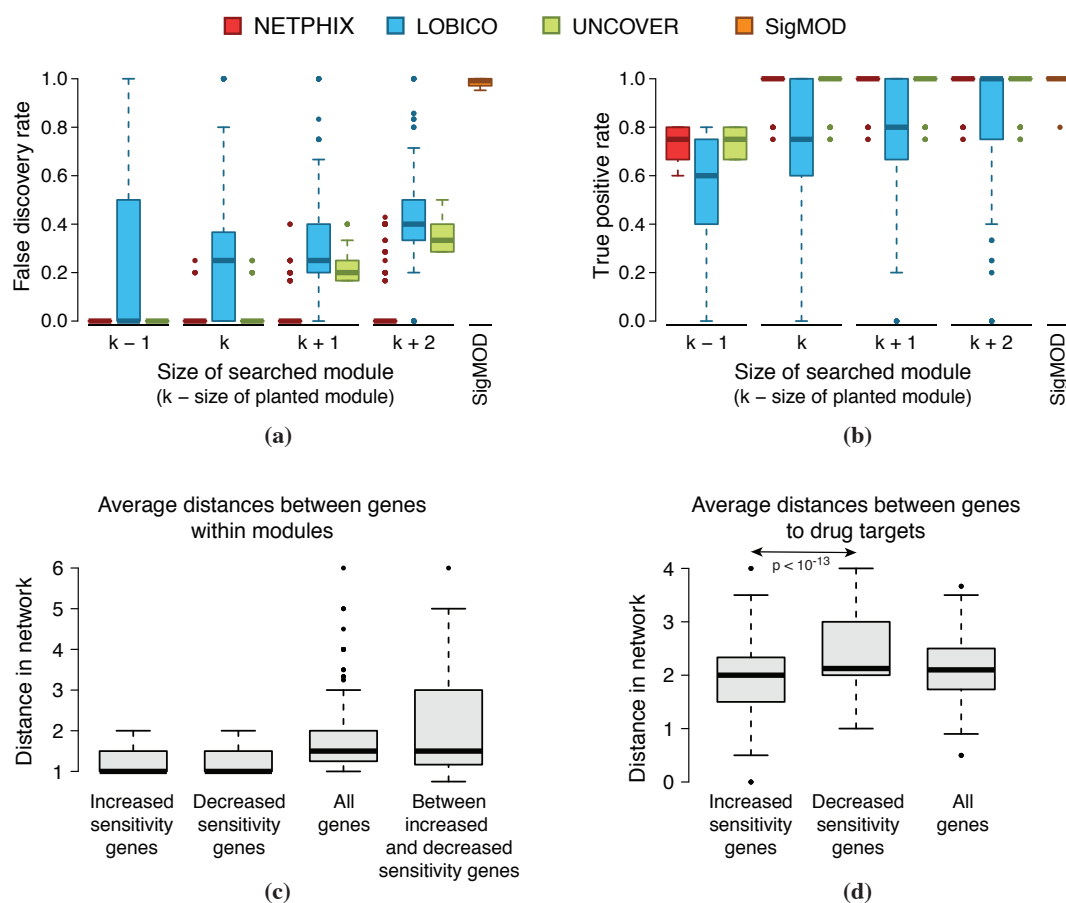 NETPHIX LOBICO UNCOVER SigMOD
False discovery rate
1.0
0.8
0.6
0.4
0.2
0.0
k − 1 k k + 1 k + 2 SigMOD
Size of searched module
(k − size of planted module)
(a)
True positive rate
1.0
0.8
0.6
0.4
0.2
0.0
k − 1 k k + 1 k + 2 SigMOD
Size of searched module
(k − size of planted module)
(b)
Average distances between genes
within modules
Distance in network
6
5
4
3
2
1
Increased sensitivity genes
Decreased sensitivity genes
All genes
Between increased and decreased sensitivity genes
(c)
Average distances between genes
to drug targets
p < 10⁻¹³
Distance in network
4
3
2
1
0
Increased sensitivity genes
Decreased sensitivity genes
All genes
(d)